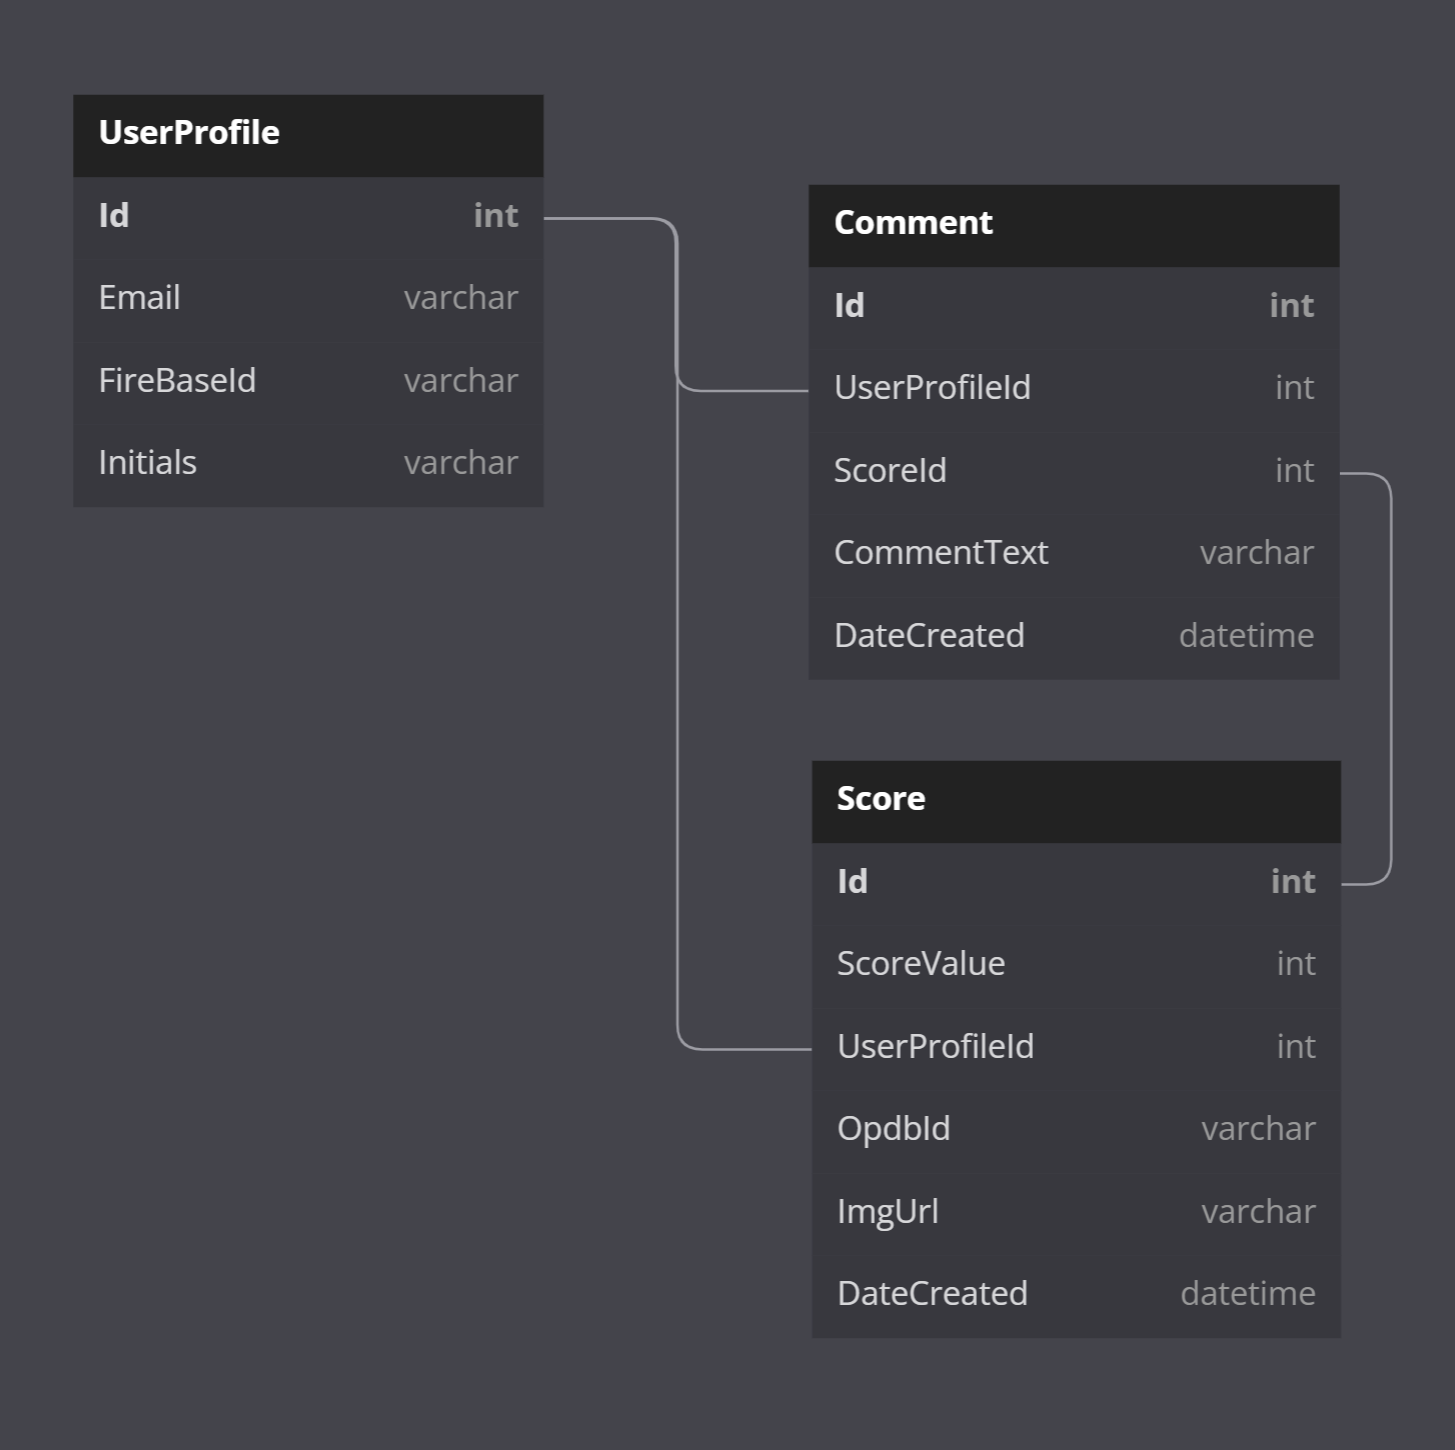 UserProfile
Id int
Email varchar
FireBaseId varchar
Initials varchar
Comment
Id int
UserProfileId int
ScoreId int
CommentText varchar
DateCreated datetime
Score
Id int
ScoreValue int
UserProfileId int
OpdbId varchar
ImgUrl varchar
DateCreated datetime